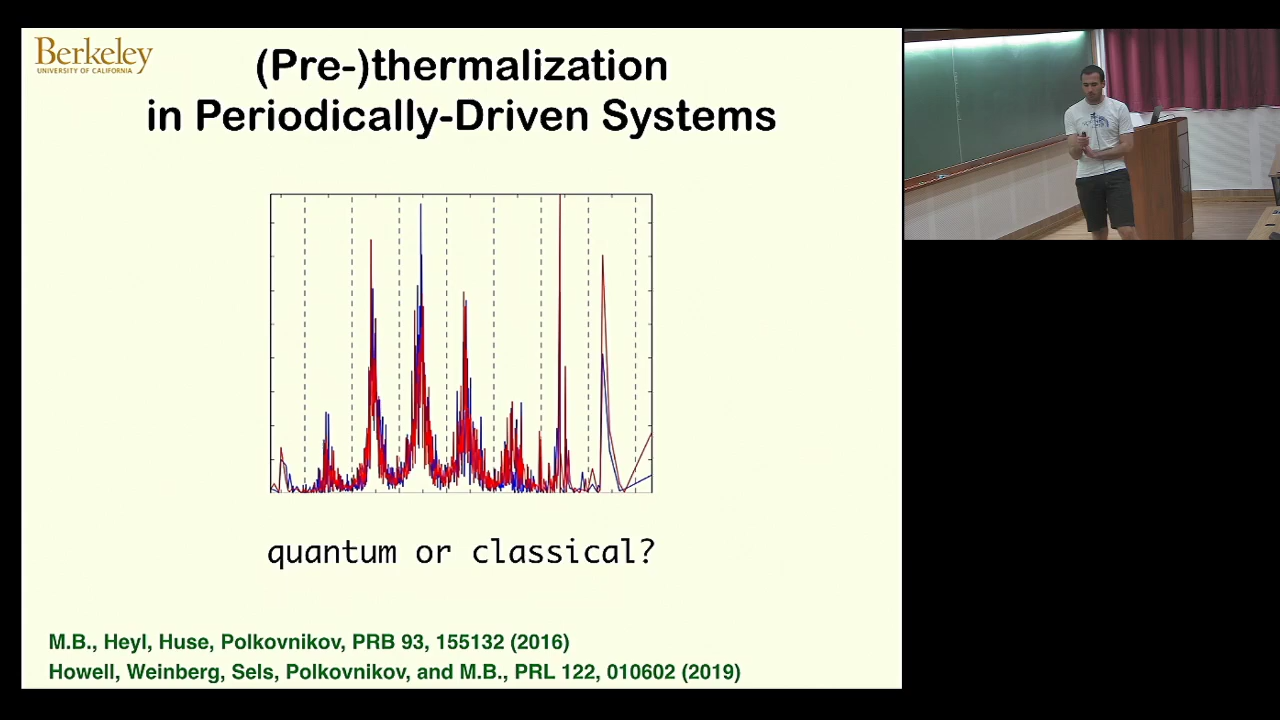 Berkeley
UNIVERSITY OF CALIFORNIA
(Pre-)thermalization
in Periodically-Driven Systems
quantum or classical?
M.B., Heyl, Huse, Polkovnikov, PRB 93, 155132 (2016)
Howell, Weinberg, Sels, Polkovnikov, and M.B., PRL 122, 010602 (2019)